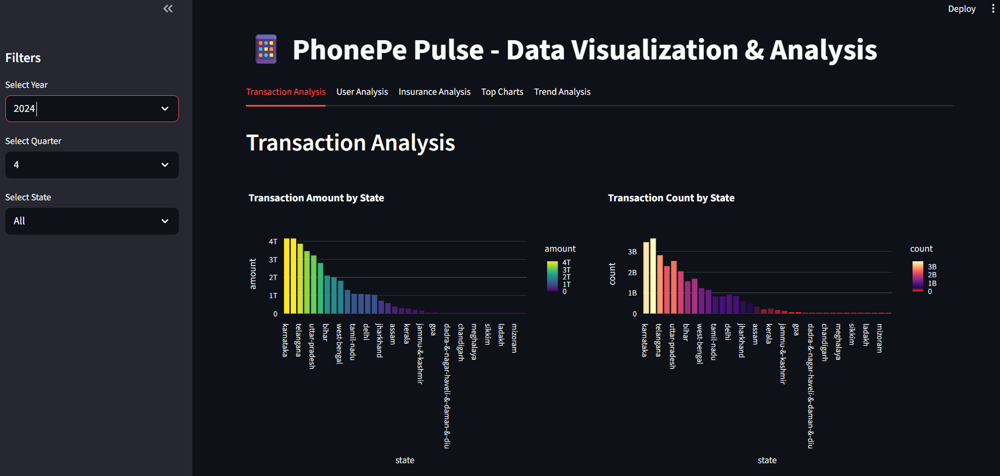 Deploy
Filters
Select Year
2024
Select Quarter
4
Select State
All
PhonePe Pulse - Data Visualization & Analysis
Transaction Analysis User Analysis Insurance Analysis Top Charts Trend Analysis
Transaction Analysis
Transaction Amount by State
4T
3T
2T
1T
0
amount
karnataka
telangana
uttar-pradesh
bihar
west-bengal
tamil-nadu
delhi
jharkhand
assam
kerala
jammu-&-kashmir
goa
dadra-&-nagar-haveli-&-daman-&-diu
chandigarh
meghalaya
sikkim
ladakh
mizoram
state
amount
4T
3T
2T
1T
0
Transaction Count by State
3B
2B
1B
0
count
karnataka
telangana
uttar-pradesh
bihar
west-bengal
tamil-nadu
delhi
jharkhand
assam
kerala
jammu-&-kashmir
goa
dadra-&-nagar-haveli-&-daman-&-diu
chandigarh
meghalaya
sikkim
ladakh
mizoram
state
count
3B
2B
1B
0